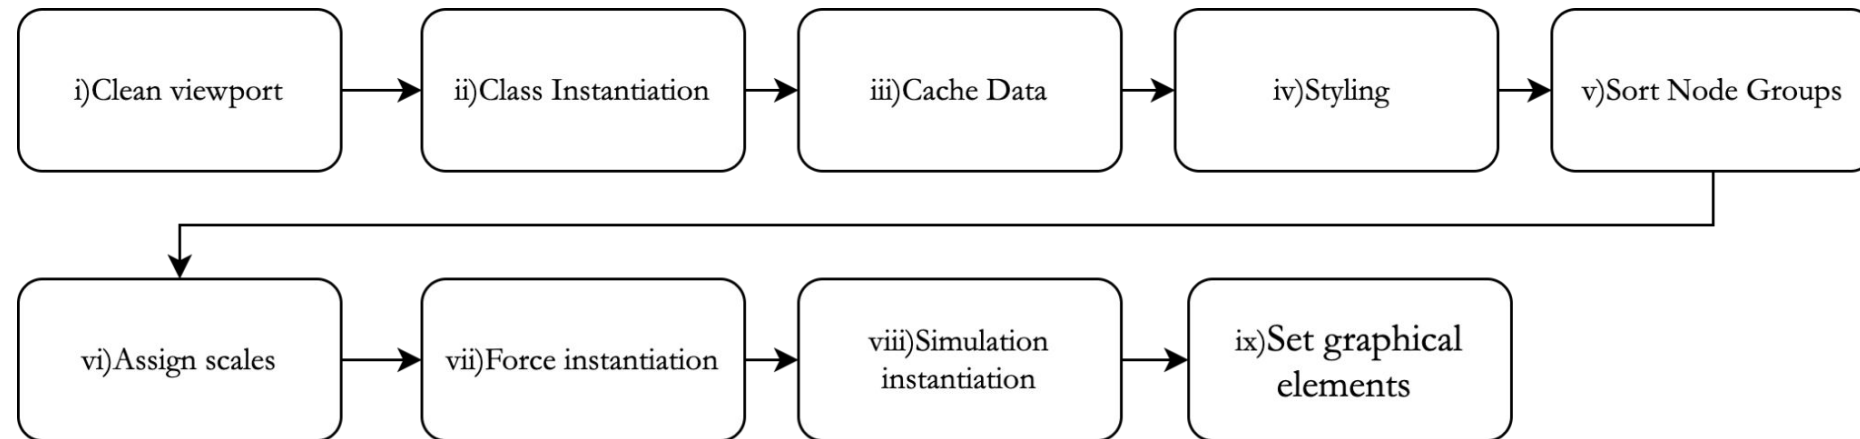 i)Clean viewport
ii)Class Instantiation
iii)Cache Data
iv)Styling
v)Sort Node Groups
vi)Assign scales
vii)Force instantiation
viii)Simulation
instantiation
ix)Set graphical
elements